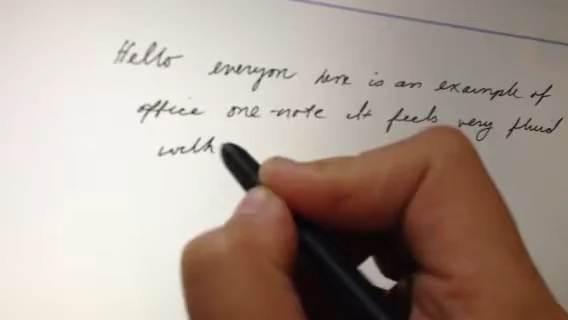 Hello everyon here is an example of
office one-note It feels very fluid
with